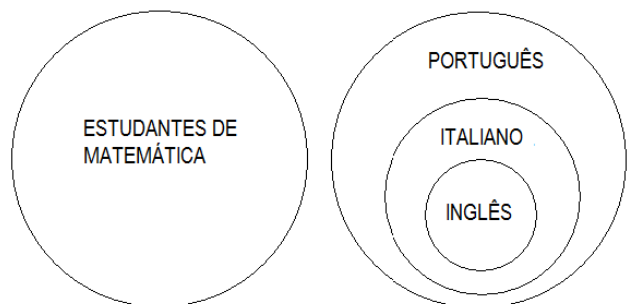 ESTUDANTES DE
MATEMÁTICA
PORTUGUÊS
ITALIANO
INGLÊS